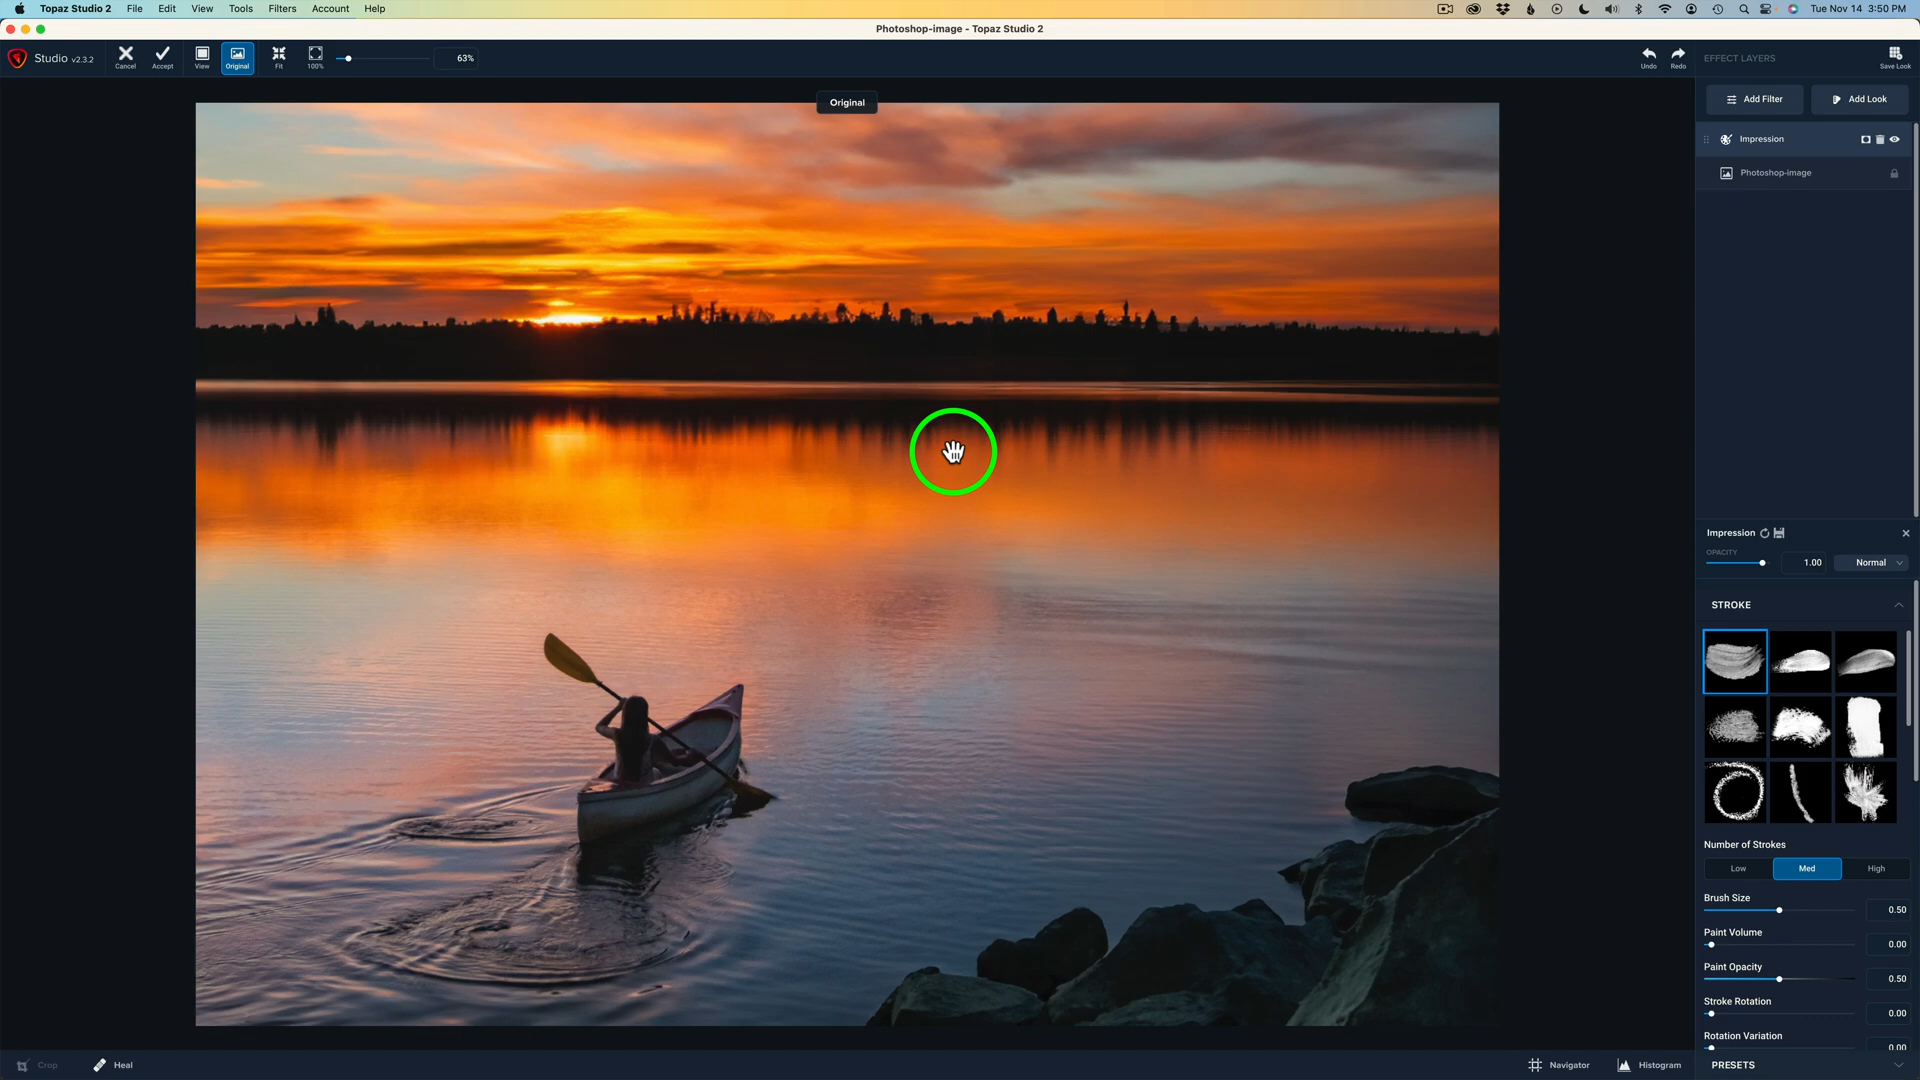 Topaz Studio 2 File Edit View Tools Filters Account Help Tue Nov 14 3:50 PM
Photoshop-image - Topaz Studio 2
Studio v2.3.2 Cancel Accept View Original Fit 100% 63% Undo Redo EFFECT LAYERS Save Look
Original
Add Filter Add Look
Impression
Photoshop-image
Impression
OPACITY
1.00 Normal
STROKE
Number of Strokes
Low Med High
Brush Size
0.50
Paint Volume
0.00
Paint Opacity
0.50
Stroke Rotation
0.00
Rotation Variation
0.00
Crop Heal Navigator Histogram PRESETS